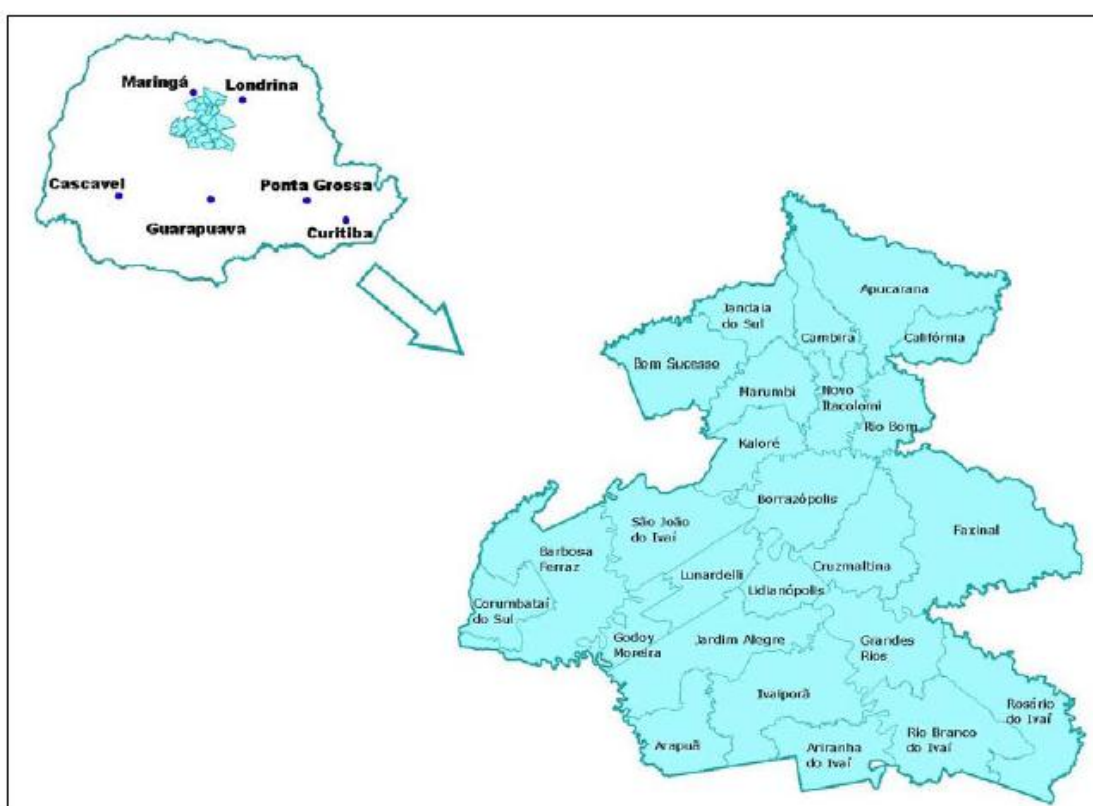 Maringá
Londrina
Cascavel
Ponta Grossa
Guarapuava
Curitiba
Apucarana
Jandaia
do Sul
Cambira
Califórnia
Bom Sucesso
Marumbi
Novo
Itacolomi
Rio Bom
Kaloré
Borrazópolis
São João
do Ivaí
Faxinal
Barbosa
Ferraz
Cruzmaltina
Lunardelli
Lidianópolis
Corumbataí
do Sul
Godoy
Moreira
Jardim Alegre
Grandes
Rios
Ivaiporã
Rosário
do Ivaí
Rio Branco
do Ivaí
Arapuã
Ariranha
do Ivaí